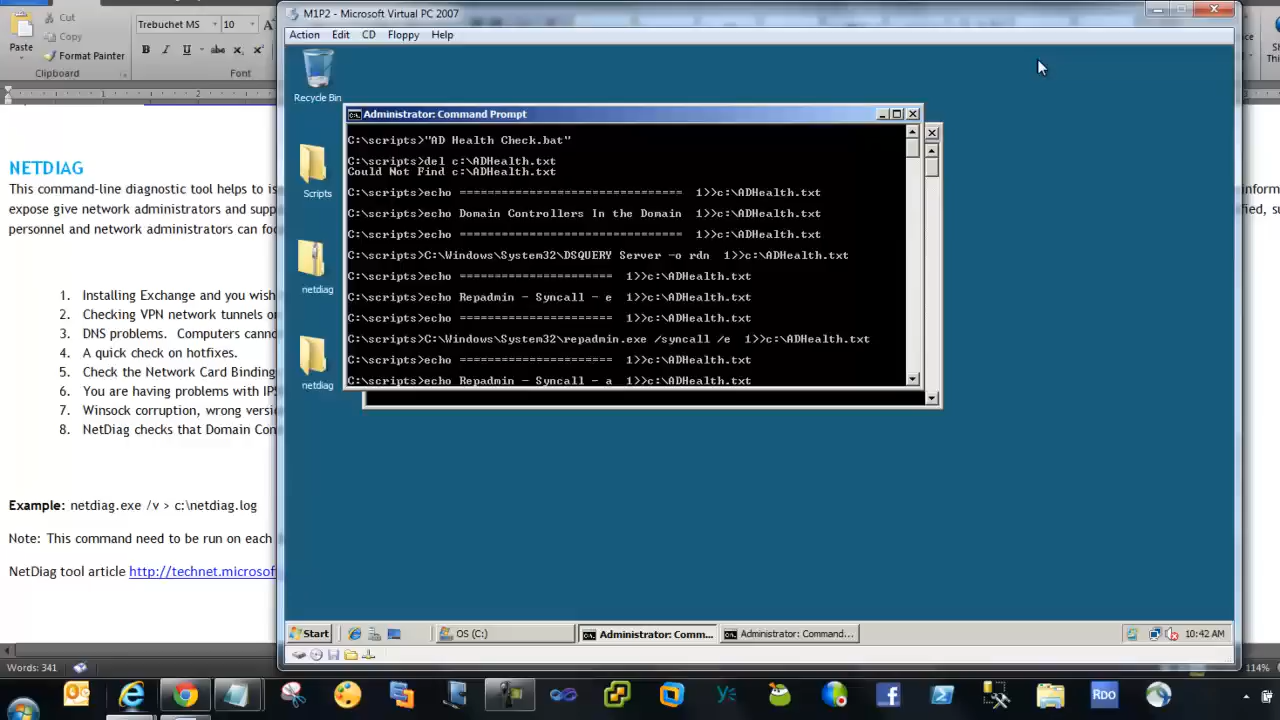 M1P2 - Microsoft Virtual PC 2007
Action Edit CD Floppy Help
Paste
Cut
Copy
Format Painter
Clipboard
Trebuchet MS
10
B I U
Font
Recycle Bin
Scripts
netdiag
netdiag
Administrator: Command Prompt
C:\scripts>"AD Health Check.bat"
C:\scripts>del c:\ADHealth.txt
Could Not Find c:\ADHealth.txt
C:\scripts>echo ================================ 1>>c:\ADHealth.txt
C:\scripts>echo Domain Controllers In the Domain 1>>c:\ADHealth.txt
C:\scripts>echo ================================ 1>>c:\ADHealth.txt
C:\scripts>C:\Windows\System32\DSQUERY Server -o rdn 1>>c:\ADHealth.txt
C:\scripts>echo ====================== 1>>c:\ADHealth.txt
C:\scripts>echo Repadmin - Syncall - e 1>>c:\ADHealth.txt
C:\scripts>echo ====================== 1>>c:\ADHealth.txt
C:\scripts>C:\Windows\System32\repadmin.exe /syncall /e 1>>c:\ADHealth.txt
C:\scripts>echo ====================== 1>>c:\ADHealth.txt
C:\scripts>echo Repadmin - Syncall - a 1>>c:\ADHealth.txt
NETDIAG
This command-line diagnostic tool helps to is
expose give network administrators and supp
personnel and network administrators can foc
1. Installing Exchange and you wish
2. Checking VPN network tunnels o
3. DNS problems. Computers canno
4. A quick check on hotfixes.
5. Check the Network Card Binding
6. You are having problems with IPS
7. Winsock corruption, wrong versi
8. NetDiag checks that Domain Con
Example: netdiag.exe /v > c:\netdiag.log
Note: This command need to be run on each
NetDiag tool article http://technet.microsof
inform
fied, su
Start
OS (C:)
Administrator: Comm...
Administrator: Command...
10:42 AM
Words: 341
114%
RDO